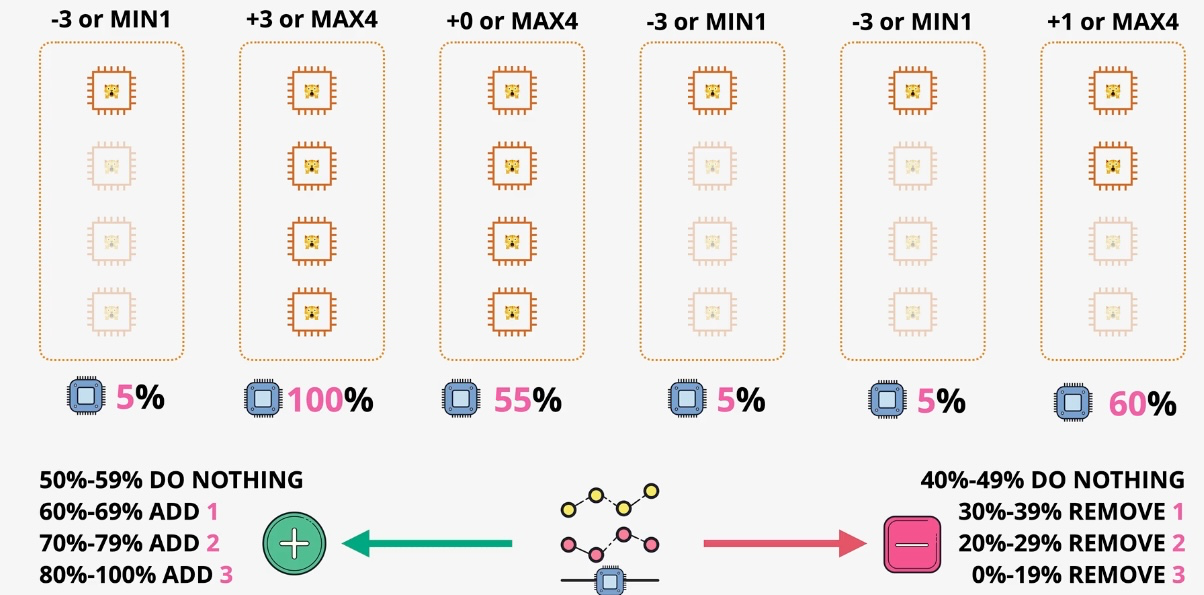 -3 or MIN1
+3 or MAX4
+0 or MAX4
-3 or MIN1
-3 or MIN1
+1 or MAX4
5%
100%
55%
5%
5%
60%
50%-59% DO NOTHING
60%-69% ADD 1
70%-79% ADD 2
80%-100% ADD 3
40%-49% DO NOTHING
30%-39% REMOVE 1
20%-29% REMOVE 2
0%-19% REMOVE 3